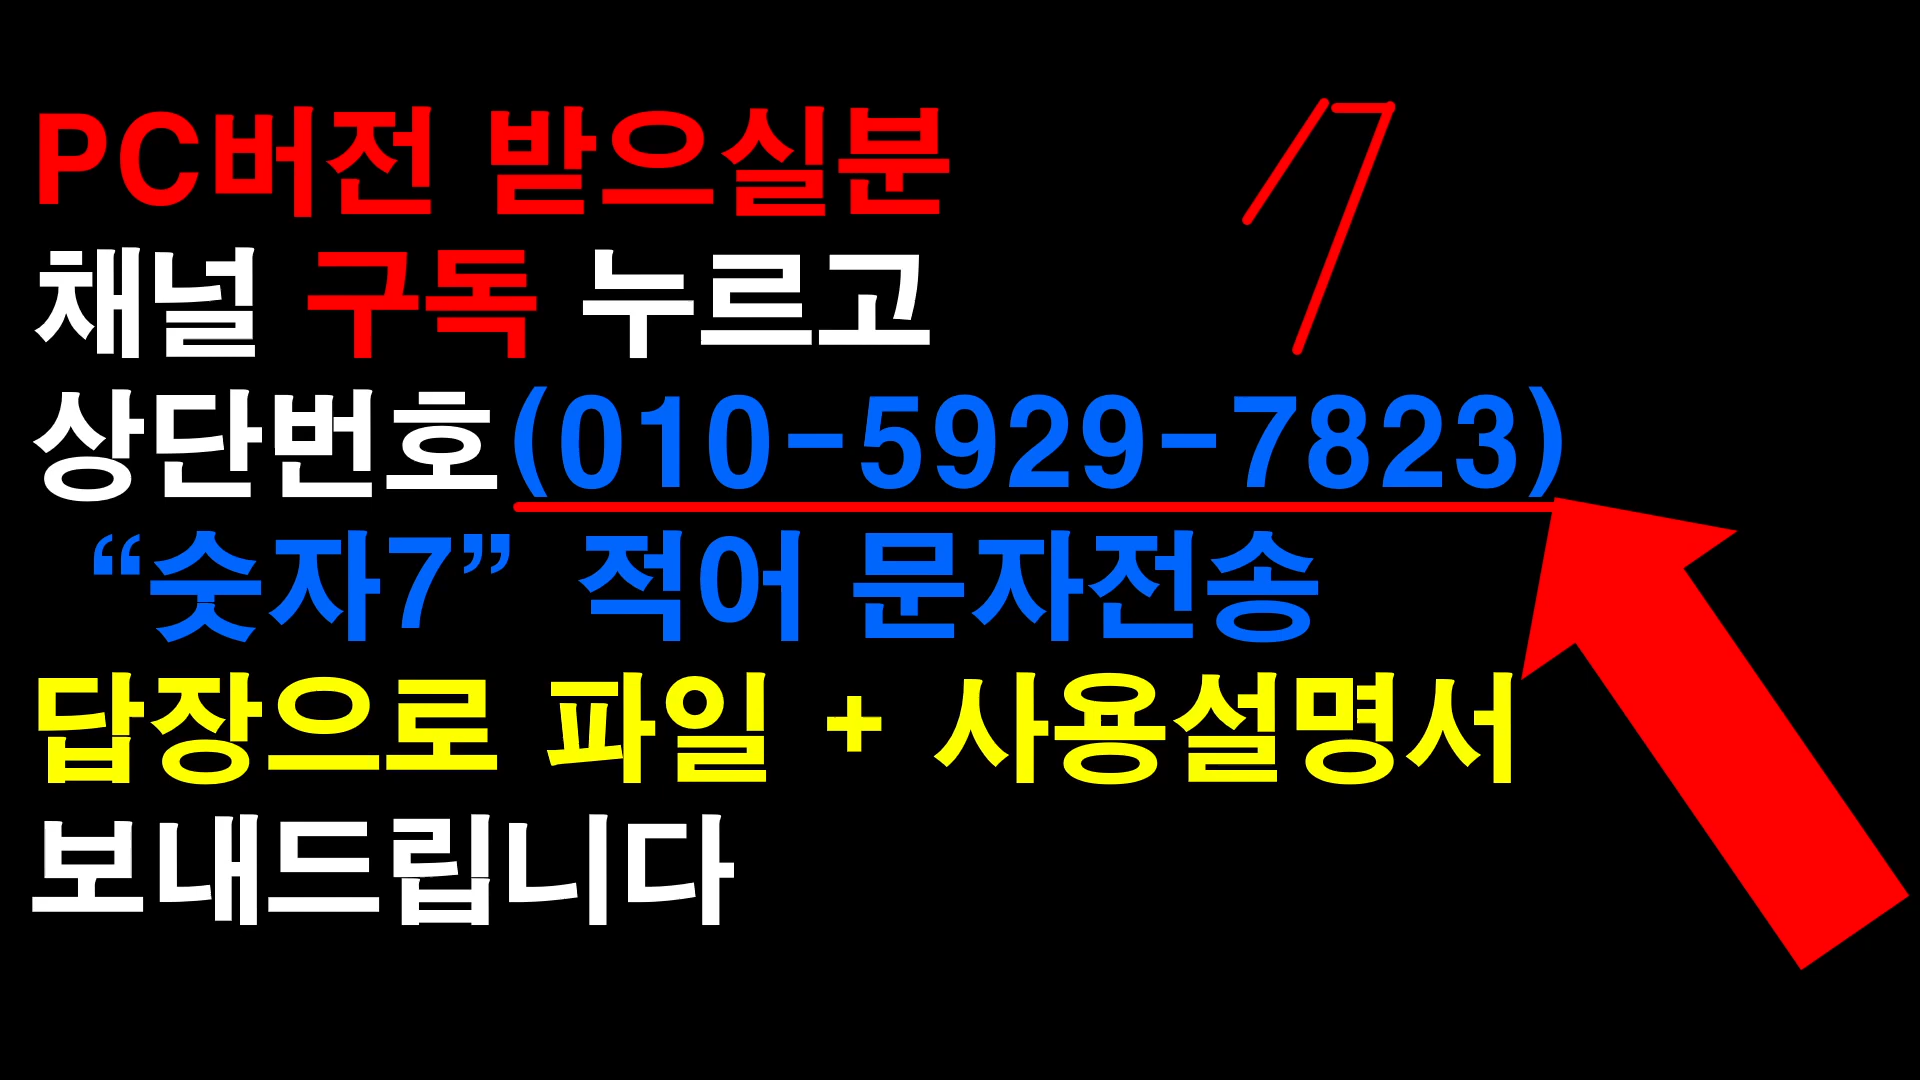 PC버전 받으실분
채널 구독 누르고
상단번호(010-5929-7823)
“숫자7” 적어 문자전송
답장으로 파일 + 사용설명서
보내드립니다
7